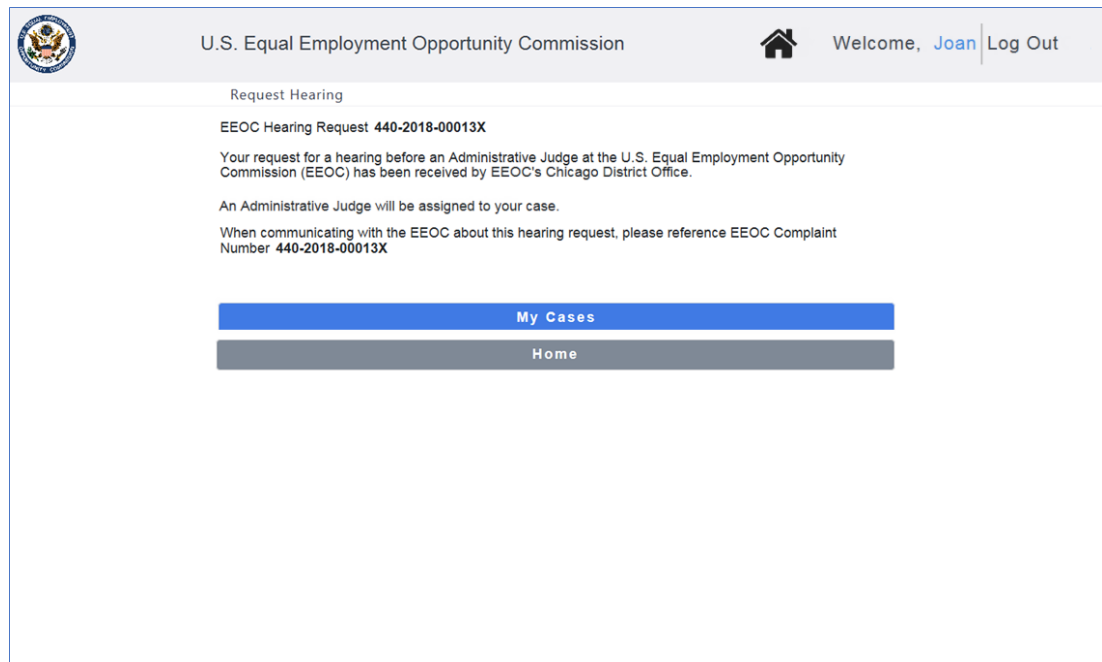 U.S. Equal Employment Opportunity Commission
Welcome, Joan Log Out
Request Hearing
EEOC Hearing Request 440-2018-00013X
Your request for a hearing before an Administrative Judge at the U.S. Equal Employment Opportunity
Commission (EEOC) has been received by EEOC's Chicago District Office.
An Administrative Judge will be assigned to your case.
When communicating with the EEOC about this hearing request, please reference EEOC Complaint
Number 440-2018-00013X
My Cases
Home